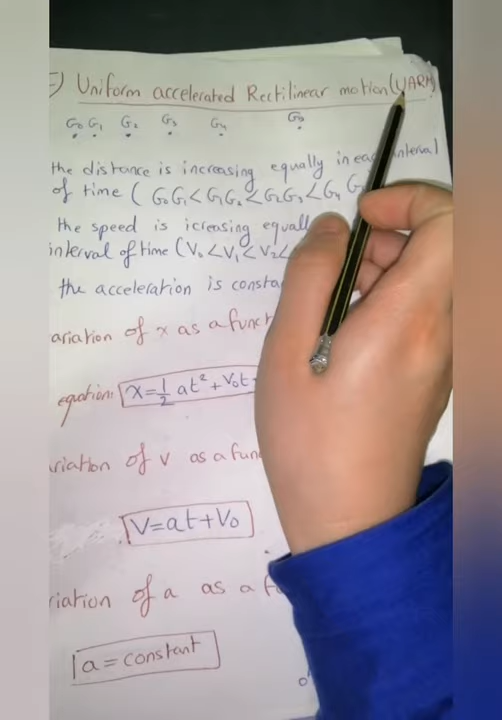 F) Uniform accelerated Rectilinear motion (UARM)
G₀ G₁ G₂ G₃ G₄ G₅
the distance is increasing equally in each interval
of time ( G₀G₁ < G₁G₂ < G₂G₃ < G₄ G
the speed is icreasing equall
interval of time (V₀ < V₁ < V₂ <
the acceleration is consta
ariation of x as a funct
equation: x = 1/2 at² + V₀t
riation of v as a fun
V = at + V₀
riation of a as a f
a = constant